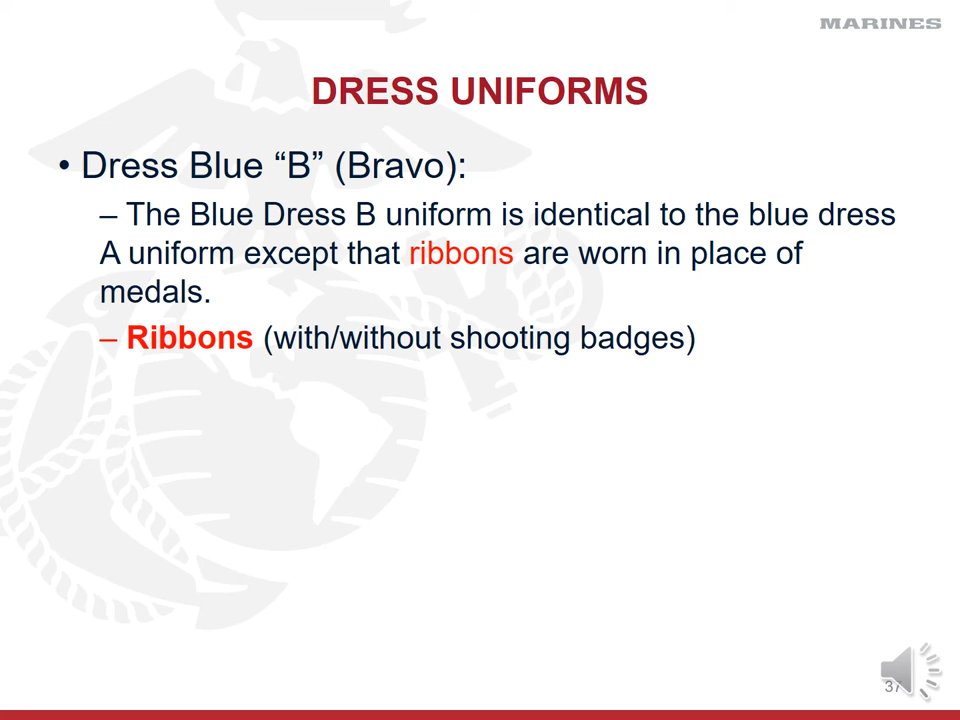 MARINES
DRESS UNIFORMS
• Dress Blue “B” (Bravo):
– The Blue Dress B uniform is identical to the blue dress
A uniform except that ribbons are worn in place of
medals.
– Ribbons (with/without shooting badges)
37